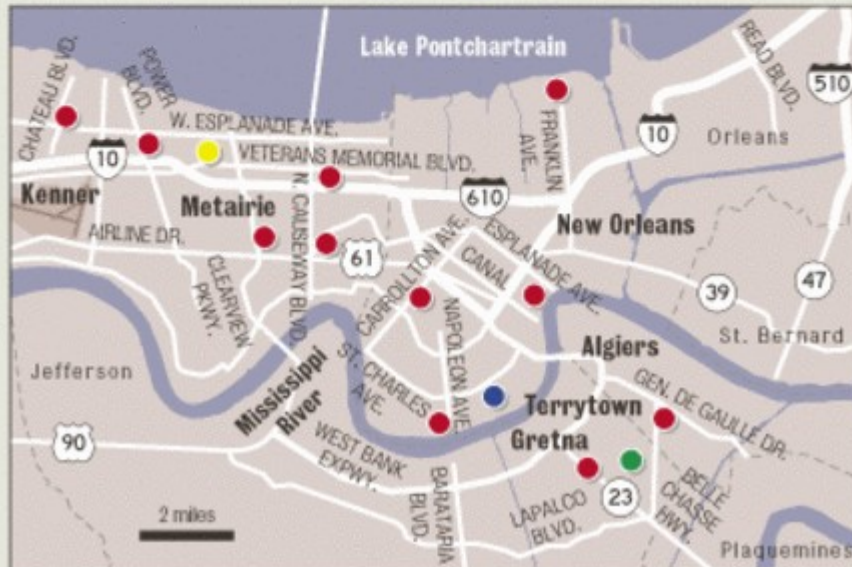 Lake Pontchartrain
CHATEAU BLVD.
POWER
BLVD.
READ BLVD.
510
W. ESPLANADE AVE.
FRANKLIN
AVE.
10
Orleans
10
VETERANS MEMORIAL BLVD.
Kenner
610
Metairie
N. CAUSEWAY BLVD.
New Orleans
AIRLINE DR.
61
ESPLANADE AVE.
CANAL
CARROLLTON AVE.
CLEARVIEW
PKWY.
39
47
NAPOLEON AVE.
St. Bernard
Jefferson
ST. CHARLES
AVE.
Algiers
Mississippi
River
GEN. DE GAULLE DR.
Terrytown
Gretna
90
WEST BANK
EXPWY.
BARATARIA
BLVD.
LAPALCO
BLVD.
23
BELLE
CHASSE
HWY.
2 miles
Plaquemines